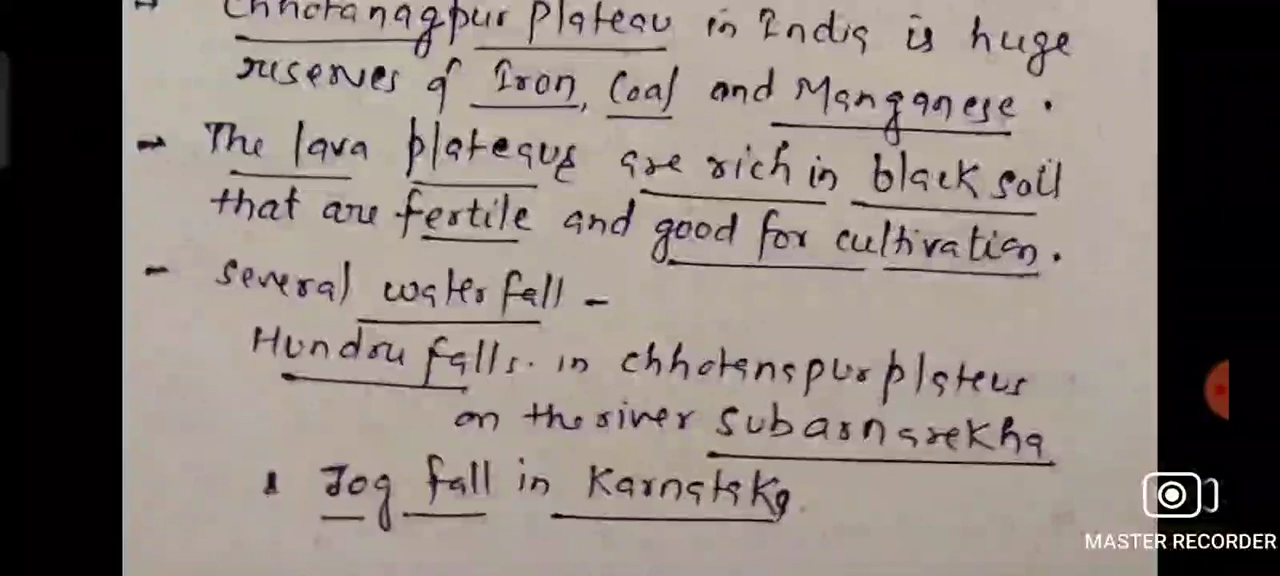 → Chhotanagpur Plateau in India is huge
reserves of Iron, Coal and Manganese.
→ The lava plateaus are rich in black soil
that are fertile and good for cultivation.
- Several waterfall -
Hundru falls. in chhotanapur plateus
on the river Subarnarekha
Jog fall in Karnataka
MASTER RECORDER